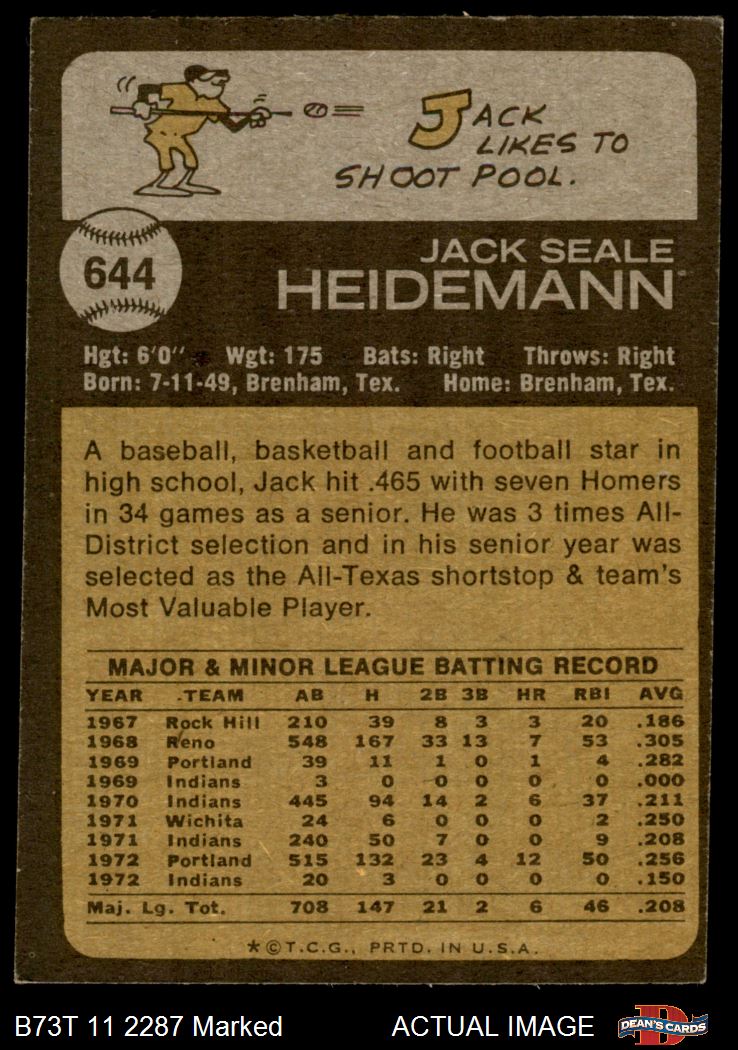 JACK
LIKES TO
SHOOT POOL.
644
JACK SEALE
HEIDEMANN
Hgt: 6'0" Wgt: 175 Bats: Right Throws: Right
Born: 7-11-49, Brenham, Tex. Home: Brenham, Tex.
A baseball, basketball and football star in
high school, Jack hit .465 with seven Homers
in 34 games as a senior. He was 3 times All-
District selection and in his senior year was
selected as the All-Texas shortstop & team's
Most Valuable Player.
MAJOR & MINOR LEAGUE BATTING RECORD
YEAR TEAM AB H 2B 3B HR RBI AVG
1967 Rock Hill 210 39 8 3 3 20 .186
1968 Reno 548 167 33 13 7 53 .305
1969 Portland 39 11 1 0 1 4 .282
1969 Indians 3 0 0 0 0 0 .000
1970 Indians 445 94 14 2 6 37 .211
1971 Wichita 24 6 0 0 0 2 .250
1971 Indians 240 50 7 0 0 9 .208
1972 Portland 515 132 23 4 12 50 .256
1972 Indians 20 3 0 0 0 0 .150
Maj. Lg. Tot. 708 147 21 2 6 46 .208
*©T.C.G., PRTD. IN U.S.A.
B73T 11 2287 Marked ACTUAL IMAGE
D
DEAN'S CARDS